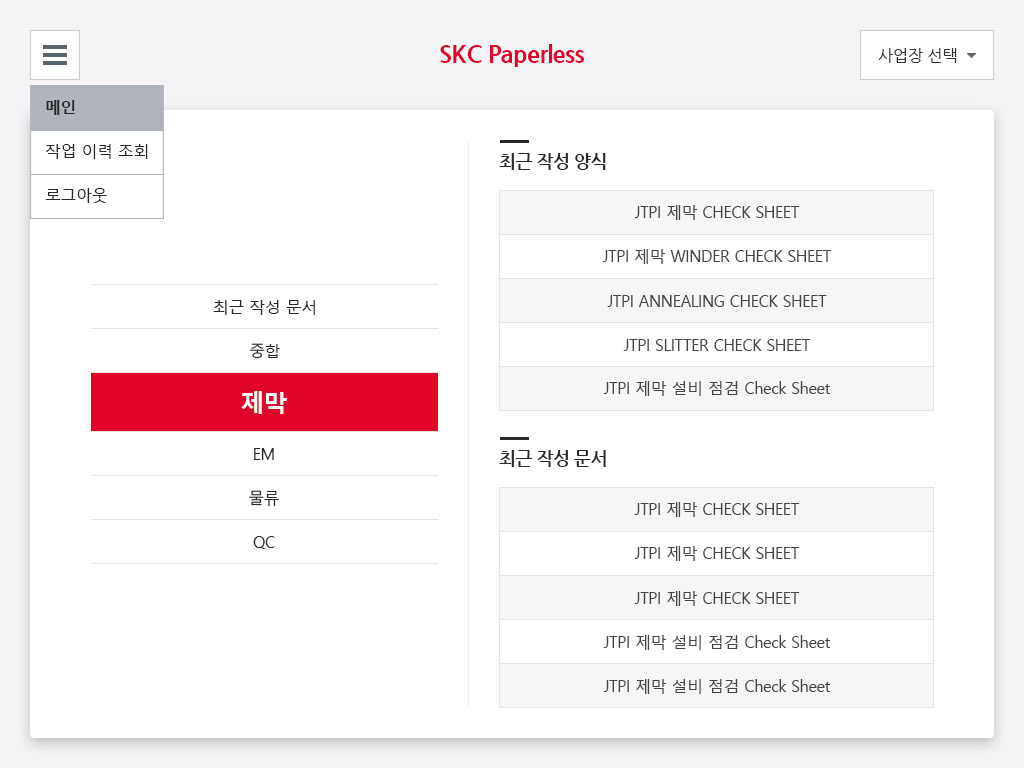 SKC Paperless
사업장 선택
메인
작업 이력 조회
로그아웃
최근 작성 문서
중합
제막
EM
물류
QC
최근 작성 양식
JTPI 제막 CHECK SHEET
JTPI 제막 WINDER CHECK SHEET
JTPI ANNEALING CHECK SHEET
JTPI SLITTER CHECK SHEET
JTPI 제막 설비 점검 Check Sheet
최근 작성 문서
JTPI 제막 CHECK SHEET
JTPI 제막 CHECK SHEET
JTPI 제막 CHECK SHEET
JTPI 제막 설비 점검 Check Sheet
JTPI 제막 설비 점검 Check Sheet